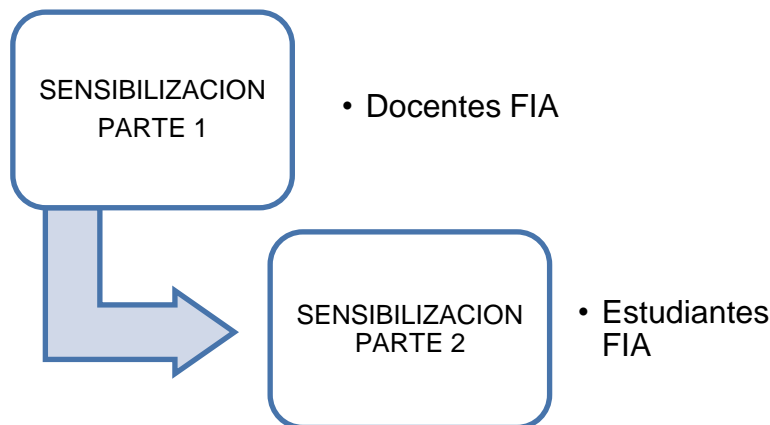 SENSIBILIZACION
PARTE 1
• Docentes FIA
SENSIBILIZACION
PARTE 2
• Estudiantes
FIA